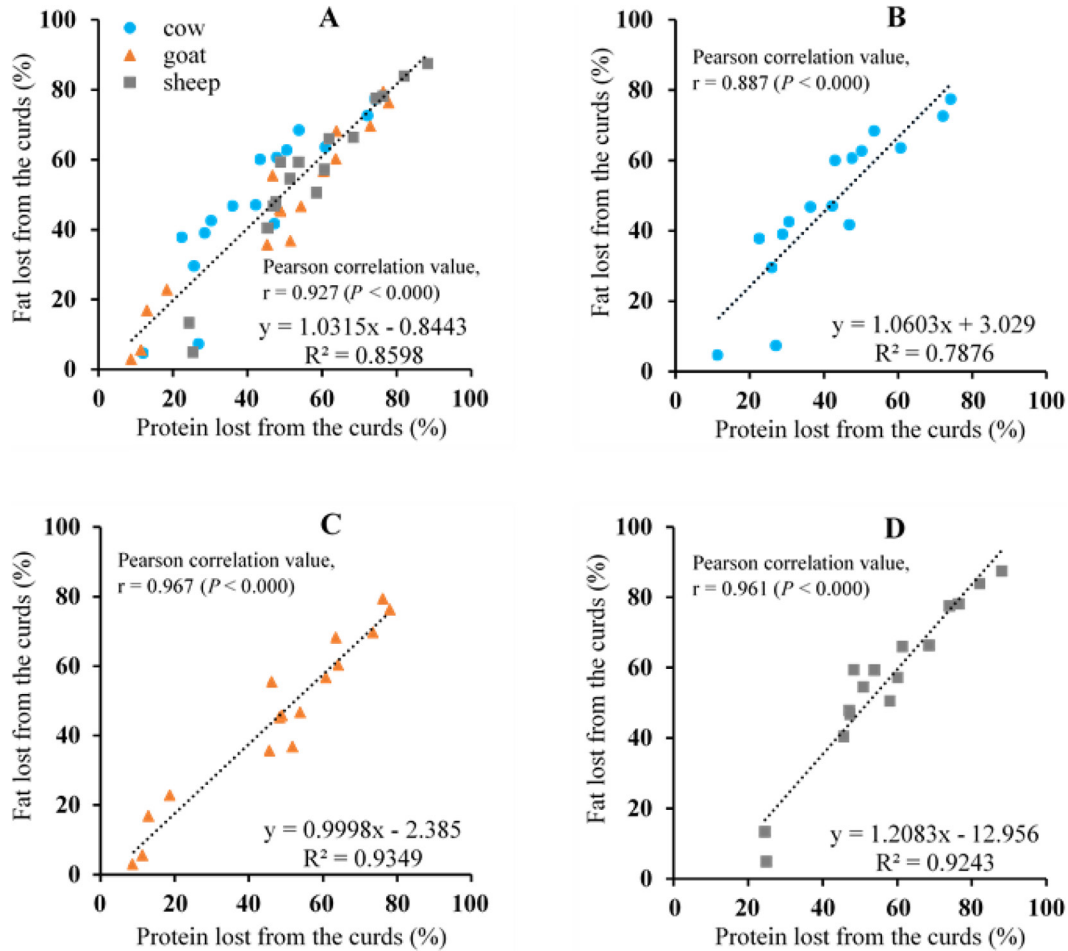 A
cow
goat
sheep
100
80
60
40
20
0
Fat lost from the curds (%)
Pearson correlation value,
r = 0.927 (P < 0.000)
y = 1.0315x - 0.8443
R² = 0.8598
0 20 40 60 80 100
Protein lost from the curds (%)
B
Pearson correlation value,
r = 0.887 (P < 0.000)
100
80
60
40
20
0
Fat lost from the curds (%)
y = 1.0603x + 3.029
R² = 0.7876
0 20 40 60 80 100
Protein lost from the curds (%)
C
Pearson correlation value,
r = 0.967 (P < 0.000)
100
80
60
40
20
0
Fat lost from the curds (%)
y = 0.9998x - 2.385
R² = 0.9349
0 20 40 60 80 100
Protein lost from the curds (%)
D
Pearson correlation value,
r = 0.961 (P < 0.000)
100
80
60
40
20
0
Fat lost from the curds (%)
y = 1.2083x - 12.956
R² = 0.9243
0 20 40 60 80 100
Protein lost from the curds (%)